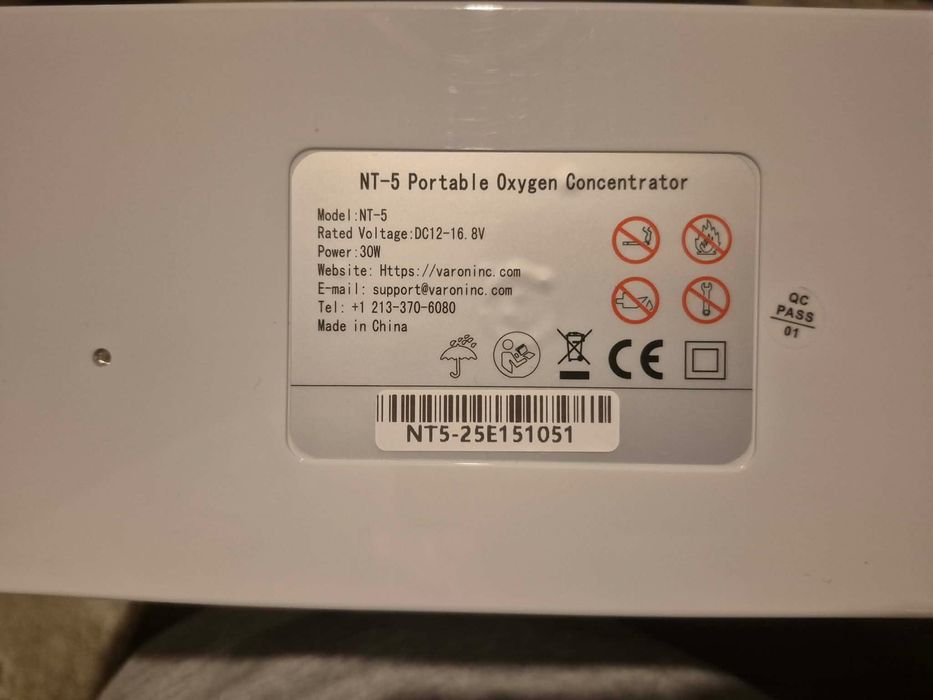 NT-5 Portable Oxygen Concentrator
Model:NT-5
Rated Voltage:DC12-16.8V
Power:30W
Website: Https://varoninc.com
E-mail: support@varoninc.com
Tel: +1 213-370-6080
Made in China
CE
NT5-25E151051
QC
PASS
01